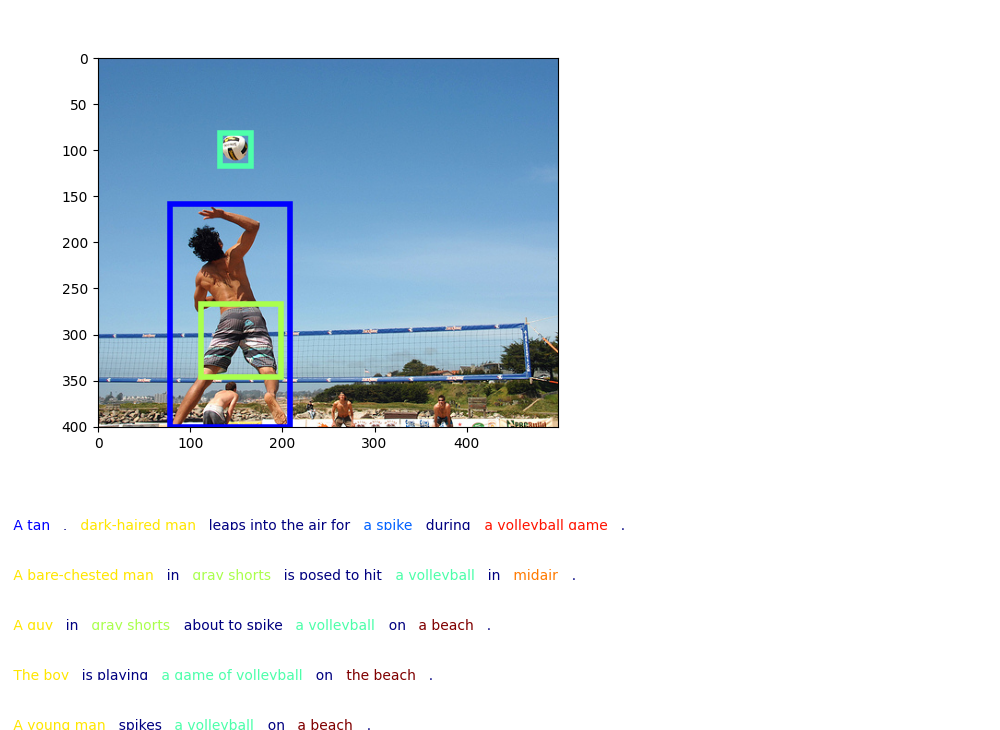 0
50
100
150
200
250
300
350
400
0 100 200 300 400
A tan , dark-haired man leaps into the air for a spike during a volleyball game .
A bare-chested man in gray shorts is posed to hit a volleyball in midair .
A guy in gray shorts about to spike a volleyball on a beach .
The boy is playing a game of volleyball on the beach .
A young man spikes a volleyball on a beach .